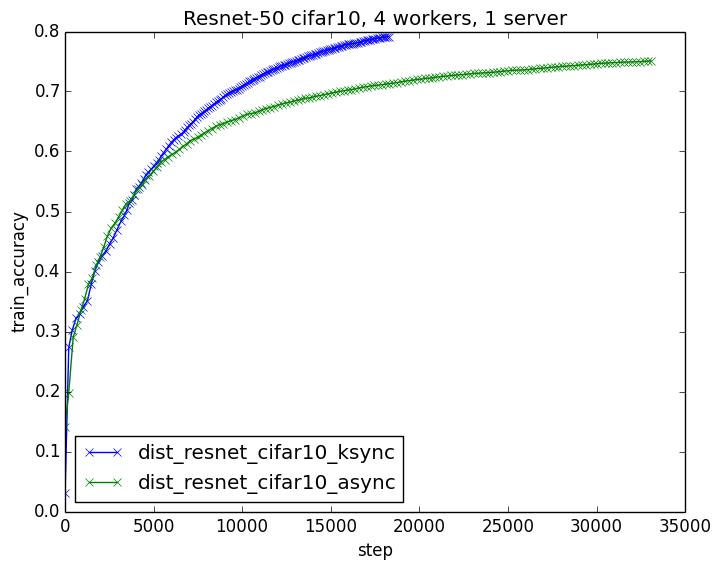 Resnet-50 cifar10, 4 workers, 1 server
train_accuracy
0.8
0.7
0.6
0.5
0.4
0.3
0.2
0.1
0.0
dist_resnet_cifar10_ksync
dist_resnet_cifar10_async
0 5000 10000 15000 20000 25000 30000 35000
step